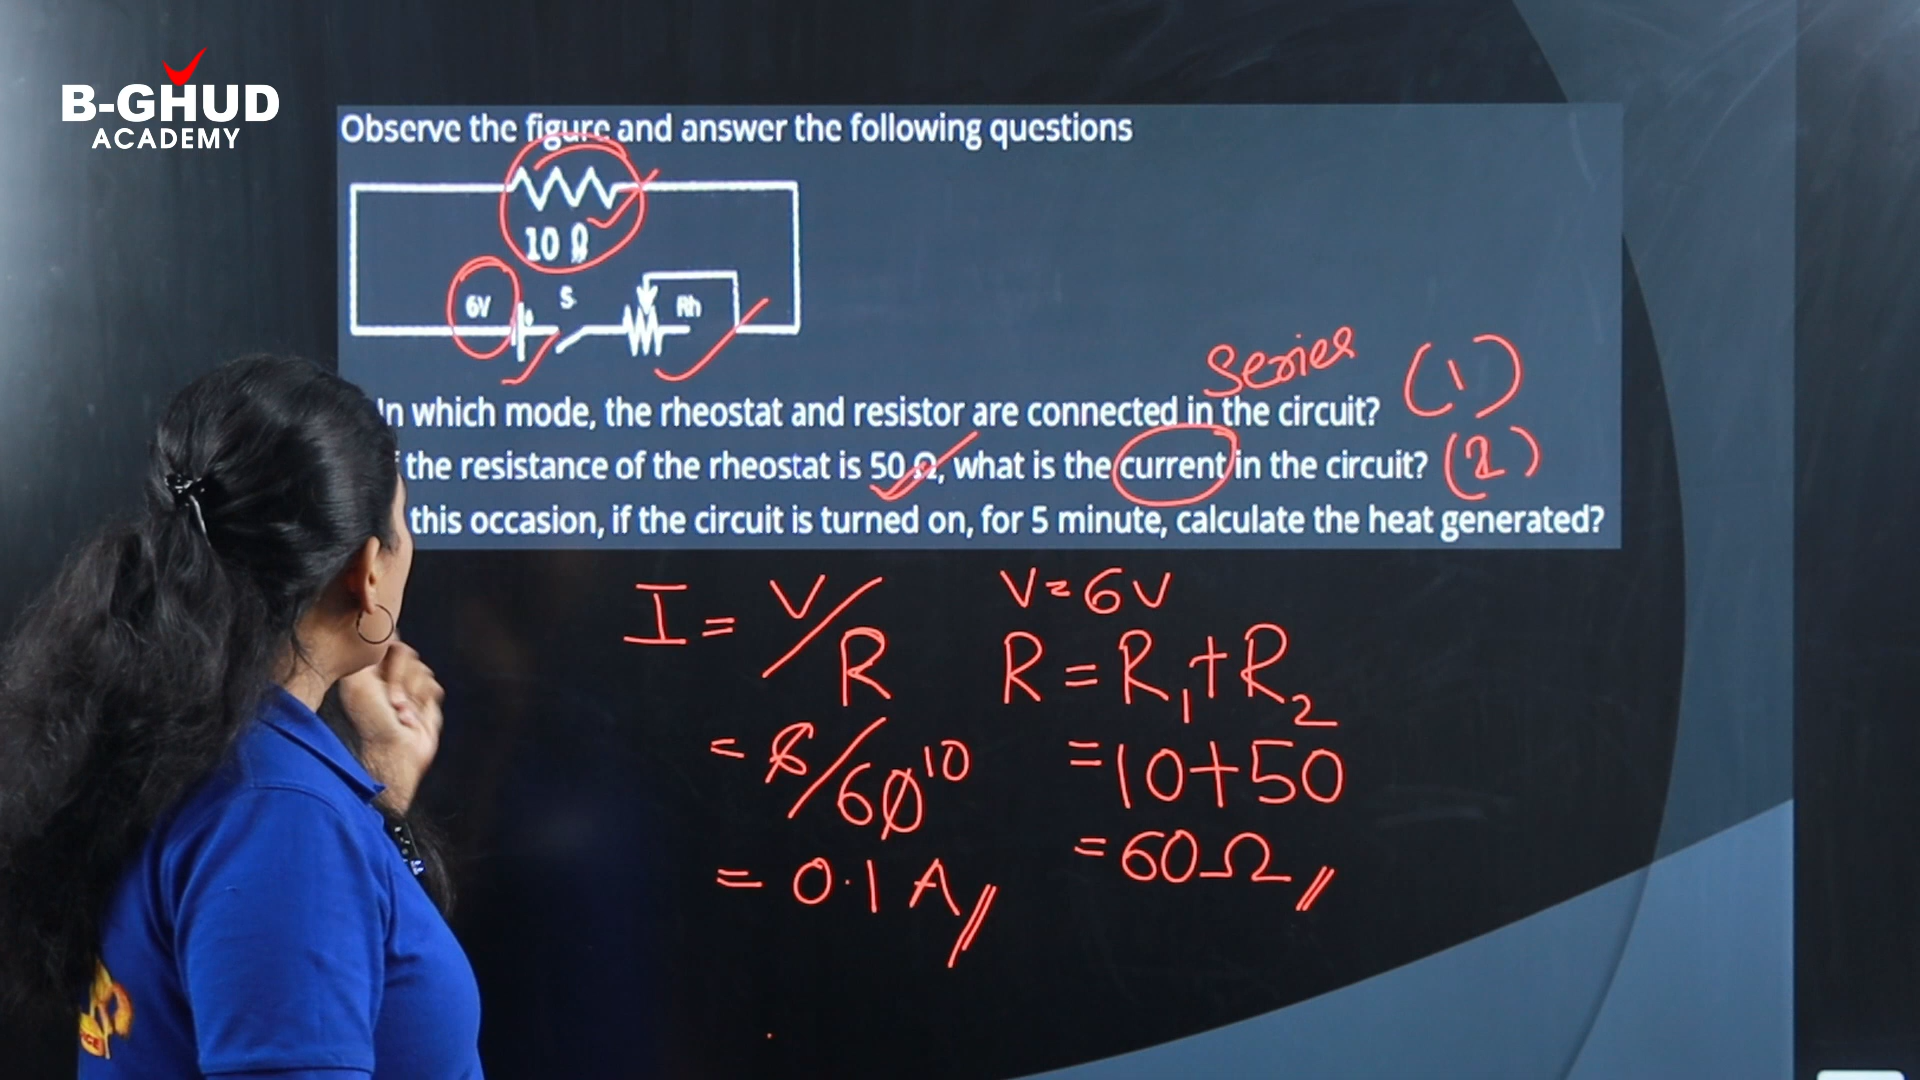 B-GHUD
ACADEMY
Observe the figure and answer the following questions
10 Ω
6V
S
Rh
Series
In which mode, the rheostat and resistor are connected in the circuit? (1)
the resistance of the rheostat is 50 Ω, what is the current in the circuit? (2)
this occasion, if the circuit is turned on, for 5 minute, calculate the heat generated?
I = V/R
= 6/60 10
= 0.1 A
V = 6V
R = R₁ + R₂
= 10 + 50
= 60 Ω